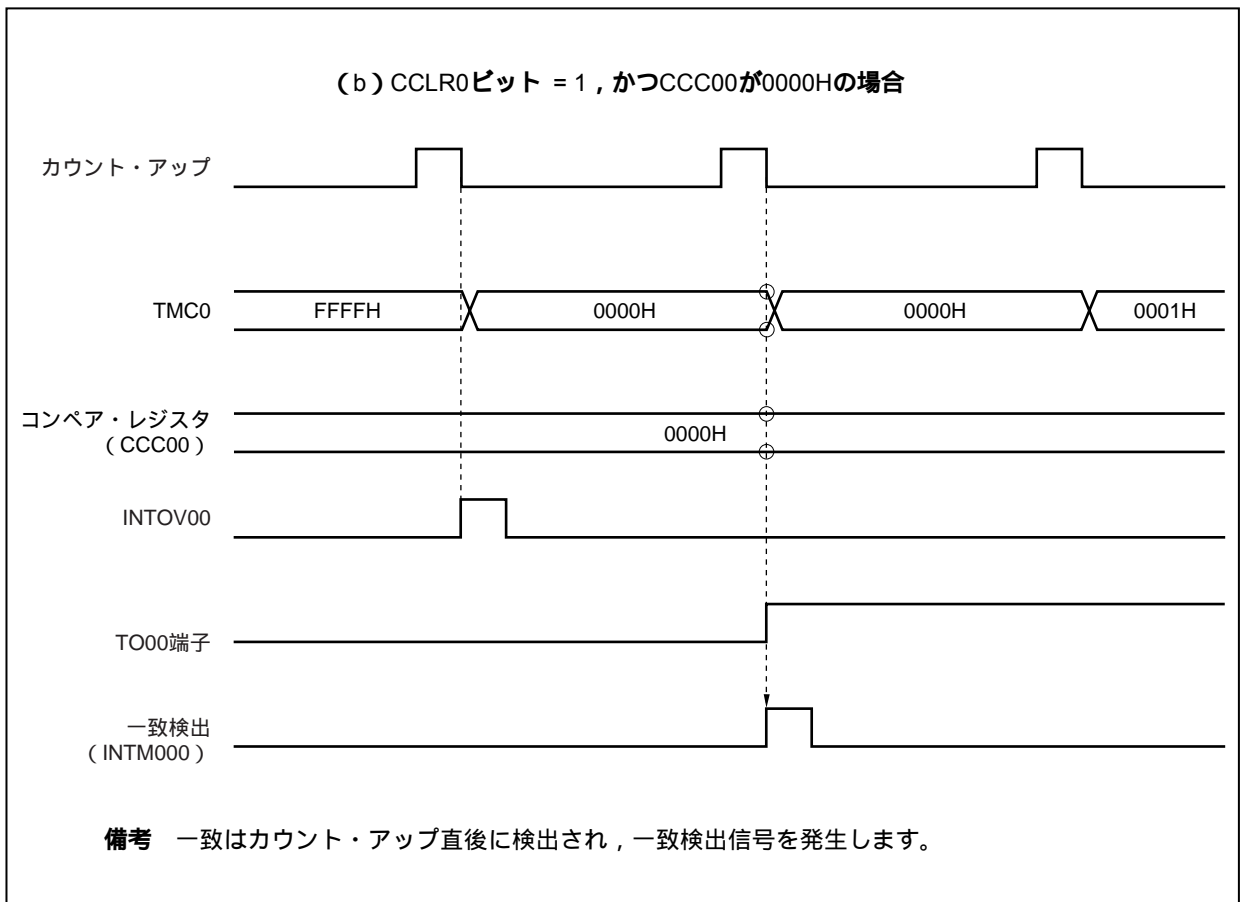 （b）CCLR0ビット = 1 , かつCCC00が0000Hの場合
カウント・アップ
TMC0 FFFFH 0000H 0000H 0001H
コンペア・レジスタ
（CCC00）
0000H
INTOV00
TO00端子
一致検出
（INTM000）
備考 一致はカウント・アップ直後に検出され , 一致検出信号を発生します。